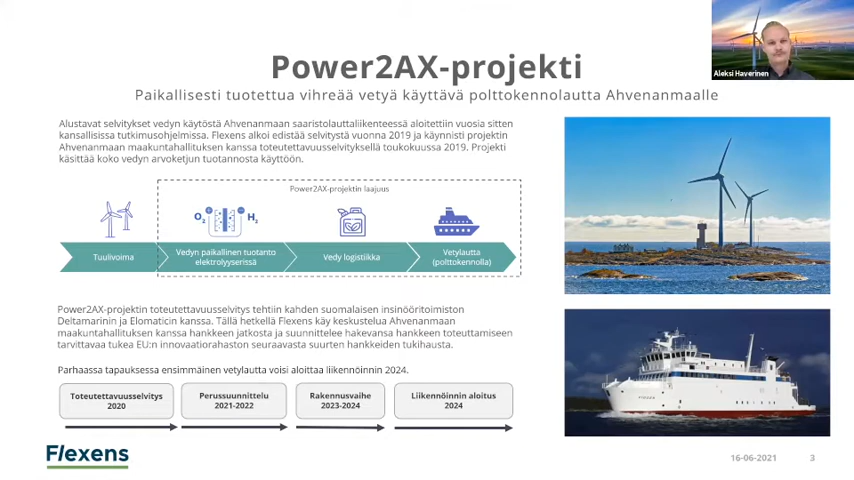 Power2AX-projekti
Aleksi Haverinen
Paikallisesti tuotettua vihreää vetyä käyttävä polttokennolautta Ahvenanmaalle
Alustavat selvitykset vedyn käytöstä Ahvenanmaan saaristolauttaliikenteessä aloitettiin vuosia sitten
kansallisissa tutkimusohjelmissa. Flexens alkoi edistää selvitystä vuonna 2019 ja käynnisti projektin
Ahvenanmaan maakuntahallituksen kanssa toteutettavuusselvityksellä toukokuussa 2019. Projekti
käsittää koko vedyn arvoketjun tuotannosta käyttöön.
Power2AX-projektin laajuus
O₂ H₂
Tuulivoima
Vedyn paikallinen tuotanto
elektrolyyserissä
Vedy logistiikka
Vetylautta
(polttokennolla)
Power2AX-projektin toteutettavuusselvitys tehtiin kahden suomalaisen insinööritoimiston
Deltamarinin ja Elomaticin kanssa. Tällä hetkellä Flexens käy keskustelua Ahvenanmaan
maakuntahallituksen kanssa hankkeen jatkosta ja suunnittelee hakevansa hankkeen toteuttamiseen
tarvittavaa tukea EU:n innovaatiorahaston seuraavasta suurten hankkeiden tukihausta.
Parhaassa tapauksessa ensimmäinen vetylautta voisi aloittaa liikennöinnin 2024.
Toteutettavuusselvitys
2020
Perussuunnittelu
2021-2022
Rakennusvaihe
2023-2024
Liikennöinnin aloitus
2024
Flexens
16-06-2021
3